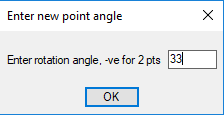 Enter new point angle
Enter rotation angle, -ve for 2 pts 33
OK